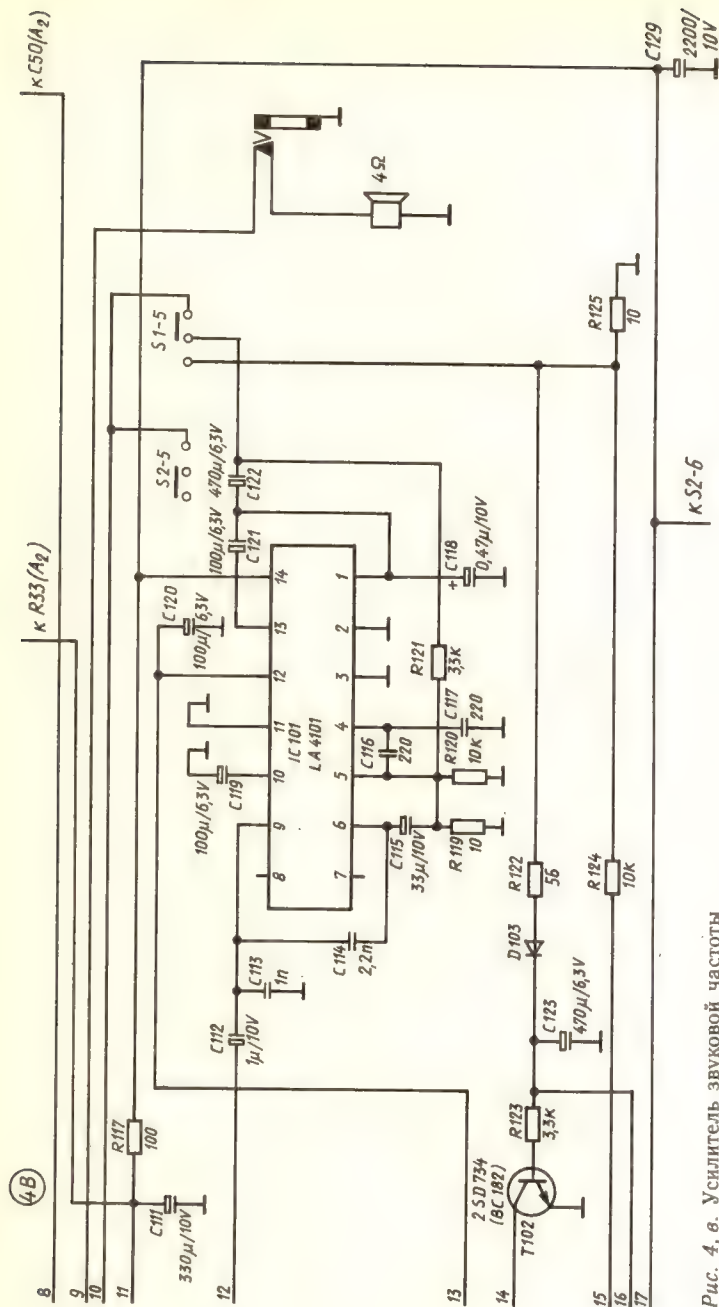 4В
8
9
10
11
12
13
14
15
16
17
к R33(A₂)
к C50(A₂)
R117
100
C111
330μ/10V
C112
1μ/10V
C113
1n
C114
2,2n
C119
100μ/6,3V
C120
100μ/6,3V
C121
100μ/6,3V
C122
470μ/6,3V
S2-5
S1-5
4Ω
8
9
10
11
12
13
14
IC101
LA4101
7
6
5
4
3
2
1
C115
33μ/10V
R119
10
C116
220
R120
10K
C117
220
R121
3,3K
+
C118
0,47μ/10V
2SD734
(BC182)
T102
R123
3,3K
C123
470μ/6,3V
D103
R122
56
R124
10K
R125
10
C129
2200/
10V
к S2-6
Рис. 4, в. Усилитель звуковой частоты